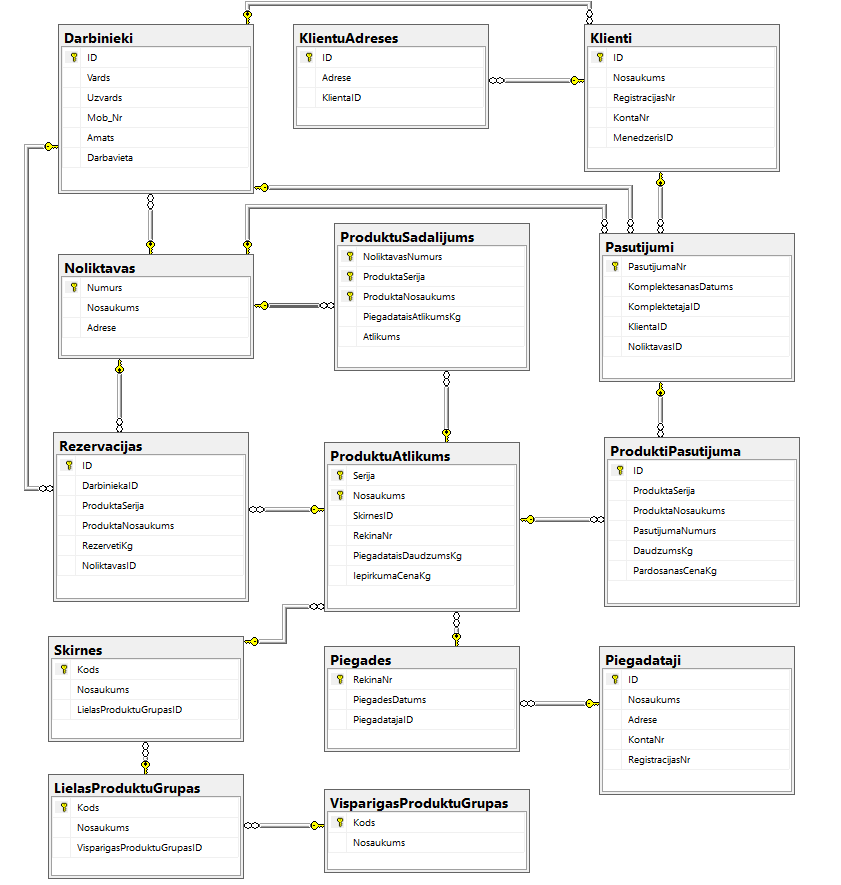 Darbinieki
ID
Vards
Uzvards
Mob_Nr
Amats
Darbavieta
KlientuAdreses
ID
Adrese
KlientaID
Klienti
ID
Nosaukums
RegistracijasNr
KontaNr
MenedzerisID
Noliktavas
Numurs
Nosaukums
Adrese
ProduktuSadalijums
NoliktavasNumurs
ProduktaSerija
ProduktaNosaukums
PiegadataisAtlikumsKg
Atlikums
Pasutijumi
PasutijumaNr
KomplektesanasDatums
KomplektetajaID
KlientaID
NoliktavasID
Rezervacijas
ID
DarbiniekaID
ProduktaSerija
ProduktaNosaukums
RezervetiKg
NoliktavasID
ProduktuAtlikums
Serija
Nosaukums
SkirnesID
RekinaNr
PiegadataisDaudzumsKg
IepirkumaCenaKg
ProduktiPasutijuma
ID
ProduktaSerija
ProduktaNosaukums
PasutijumaNumurs
DaudzumsKg
PardosanasCenaKg
Skirnes
Kods
Nosaukums
LielasProduktuGrupasID
Piegades
RekinaNr
PiegadesDatums
PiegadatajaID
Piegadataji
ID
Nosaukums
Adrese
KontaNr
RegistracijasNr
LielasProduktuGrupas
Kods
Nosaukums
VisparigasProduktuGrupasID
VisparigasProduktuGrupas
Kods
Nosaukums